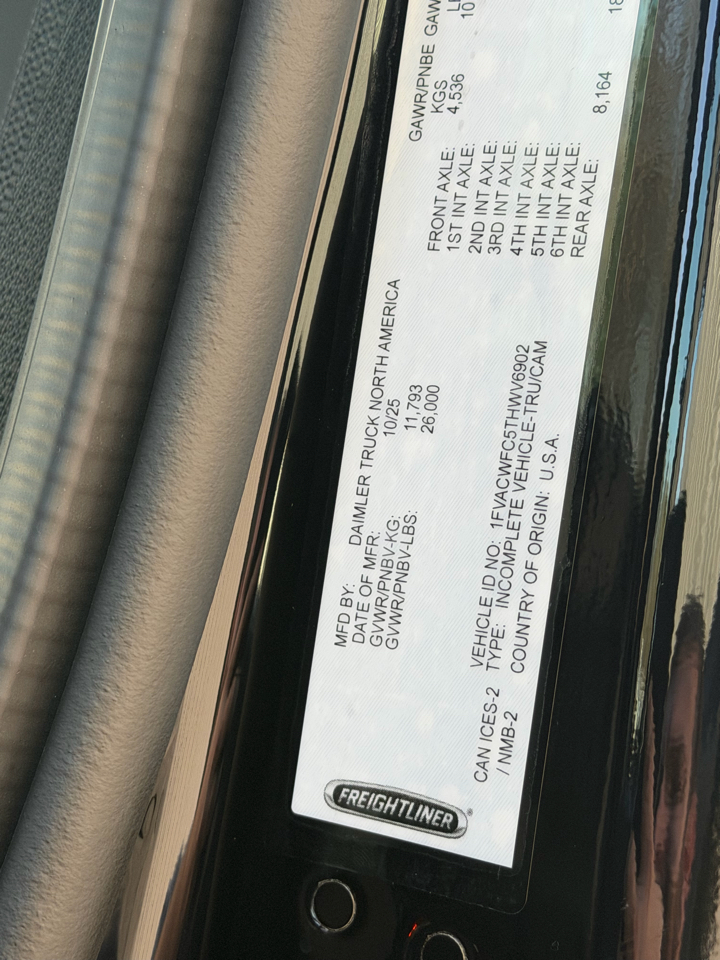 FREIGHTLINER®
MFD BY: DAIMLER TRUCK NORTH AMERICA
DATE OF MFR: 10/25
GVWR/PNBV-KG: 11,793
GVWR/PNBV-LBS: 26,000
CAN ICES-2
/ NMB-2
VEHICLE ID NO: 1FVACWFC5THWV6902
TYPE: INCOMPLETE VEHICLE-TRU/CAM
COUNTRY OF ORIGIN: U.S.A.
GAWR/PNBE GAWR
KGS
FRONT AXLE: 4,536 10
1ST INT AXLE:
2ND INT AXLE:
3RD INT AXLE:
4TH INT AXLE:
5TH INT AXLE:
6TH INT AXLE:
REAR AXLE: 8,164 18